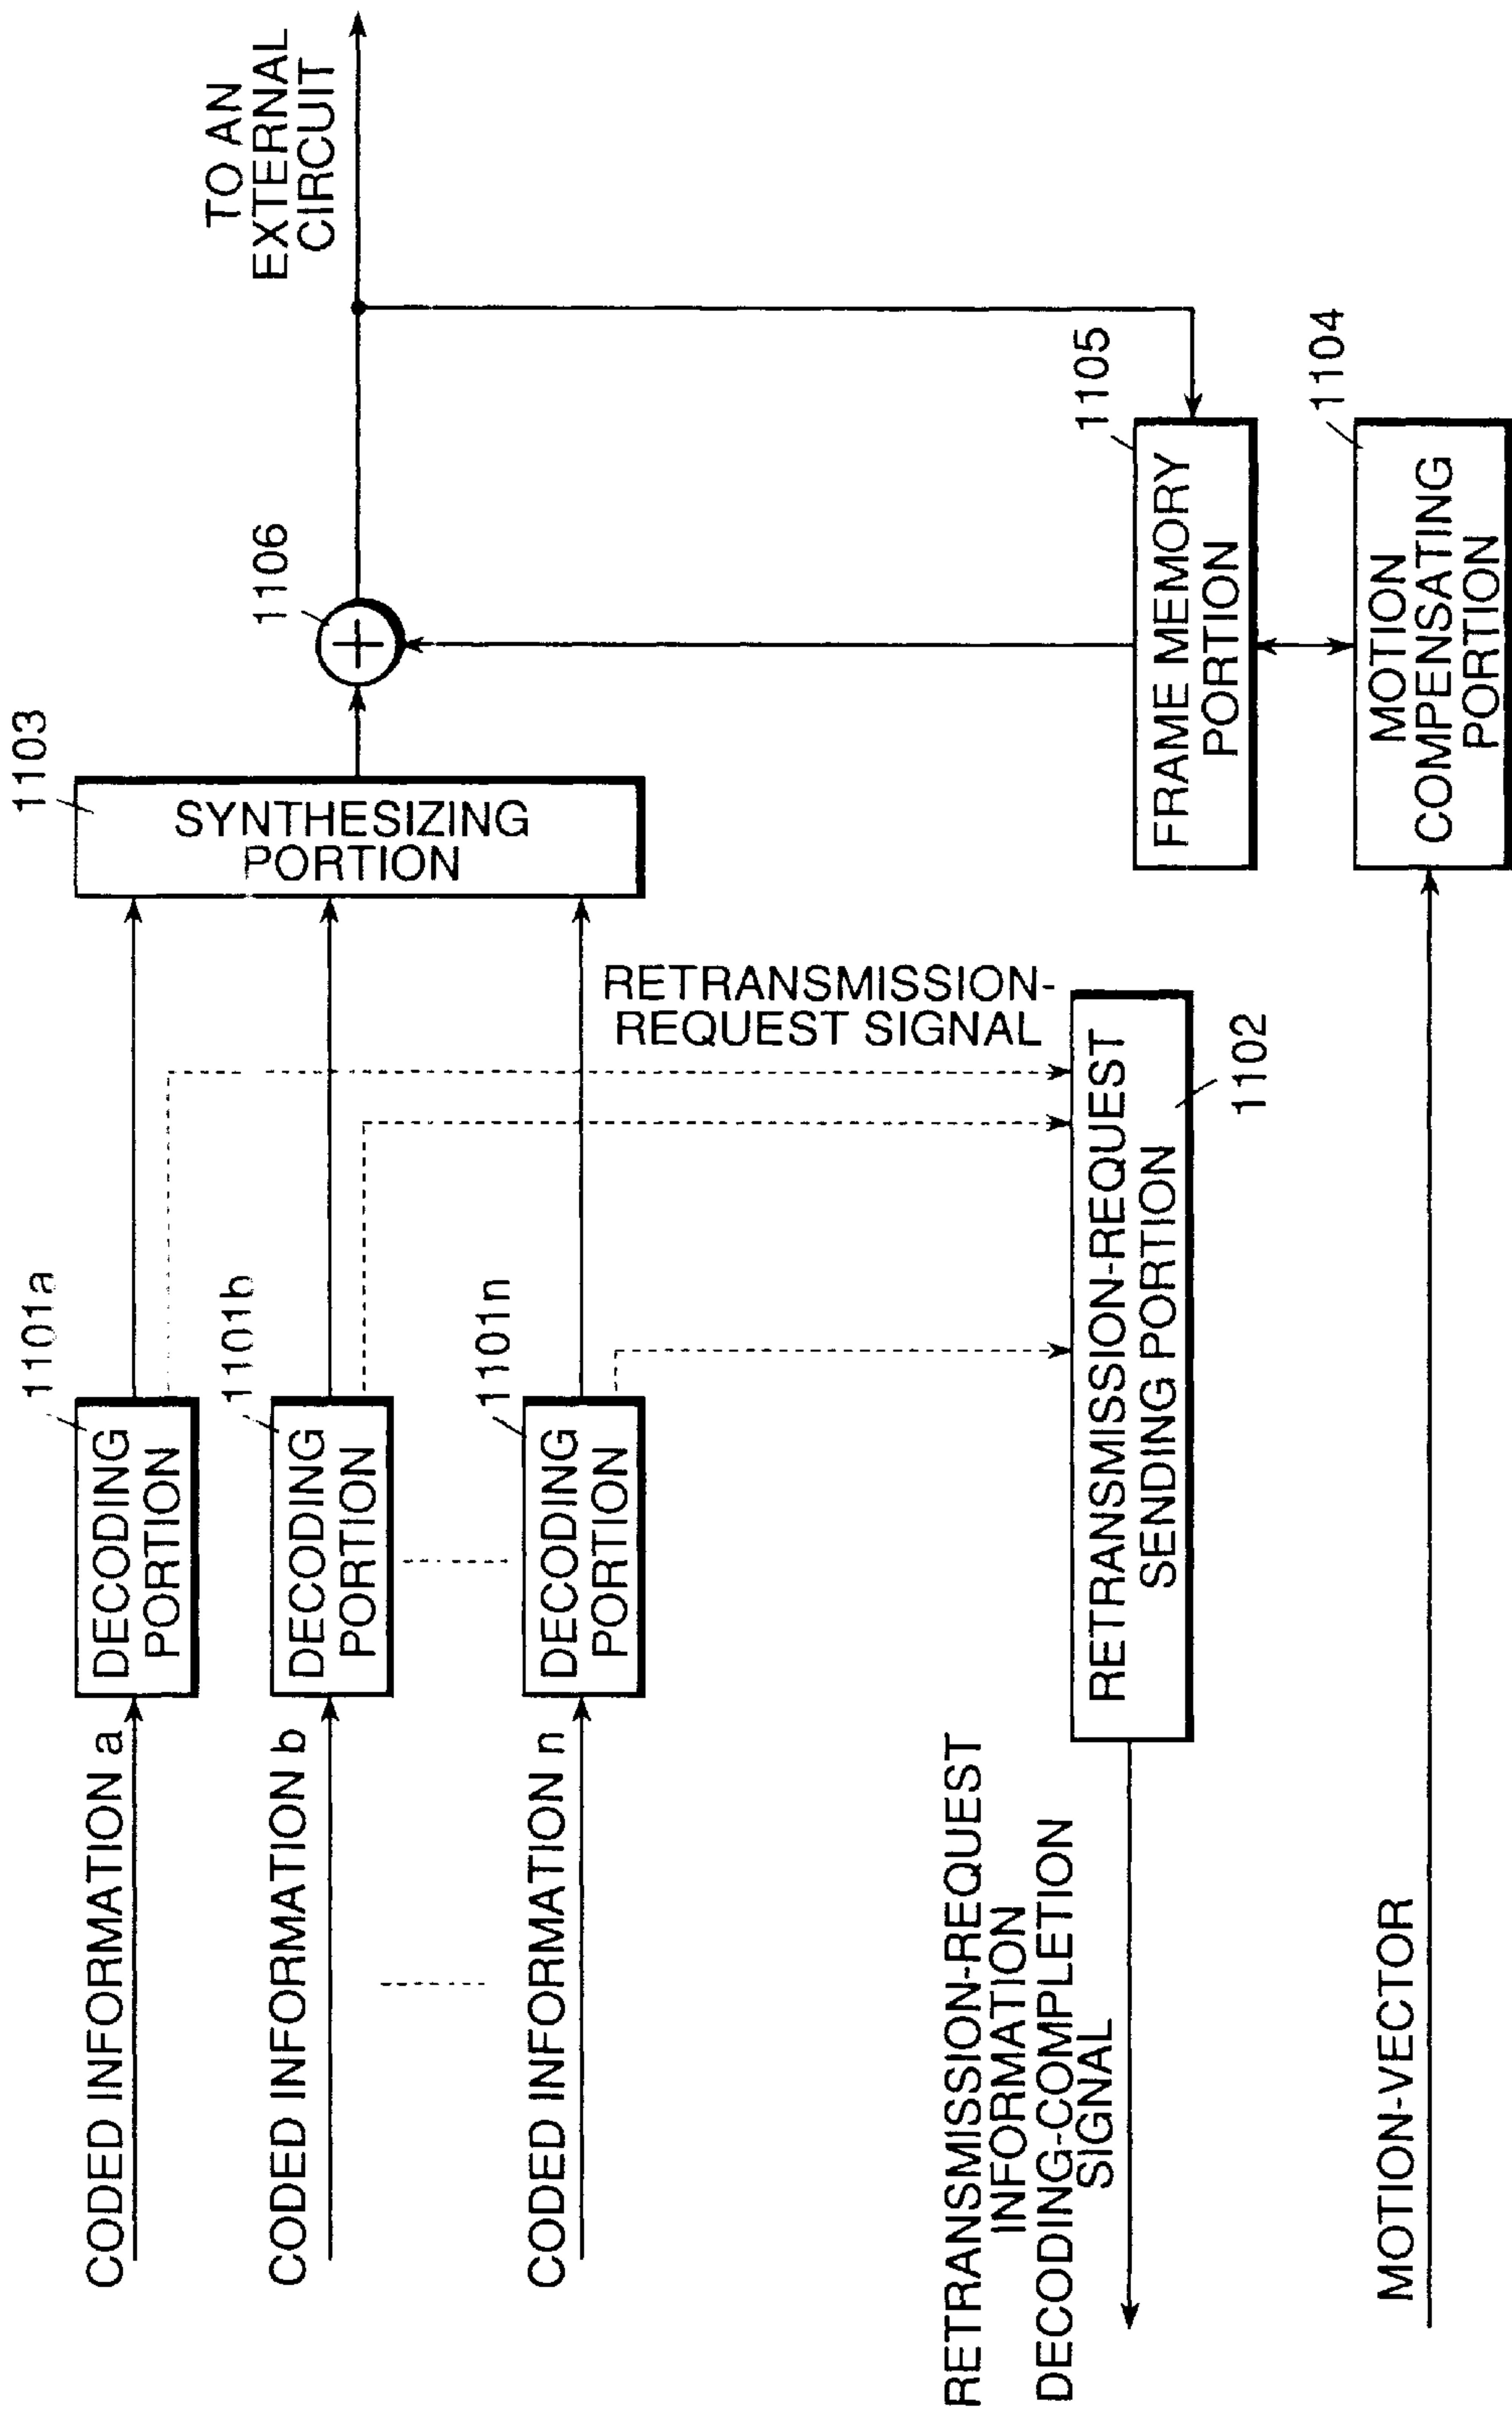 CODED INFORMATION a
1101a
DECODING
PORTION
CODED INFORMATION b
1101b
DECODING
PORTION
CODED INFORMATION n
1101n
DECODING
PORTION
1103
SYNTHESIZING
PORTION
1106
TO AN
EXTERNAL
CIRCUIT
RETRANSMISSION-
REQUEST SIGNAL
RETRANSMISSION-REQUEST
INFORMATION
DECODING-COMPLETION
SIGNAL
RETRANSMISSION-REQUEST
SENDING PORTION
1102
1105
FRAME MEMORY
PORTION
1104
MOTION
COMPENSATING
PORTION
MOTION-VECTOR